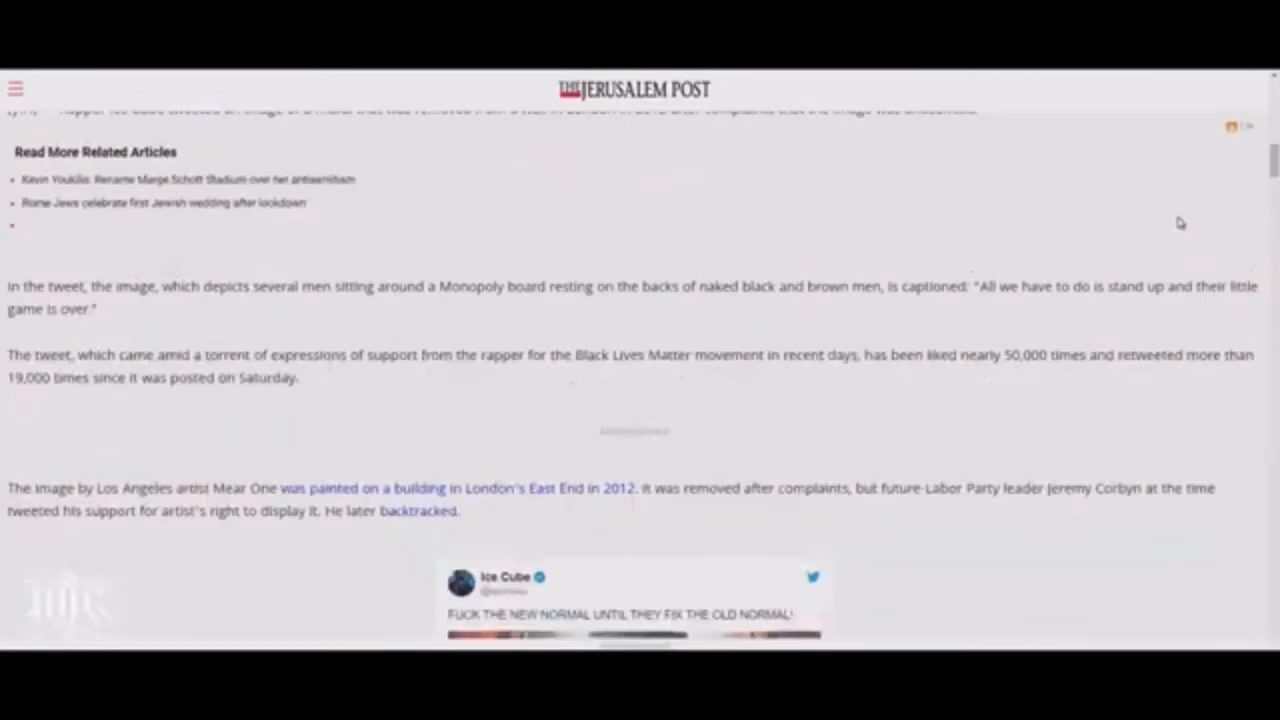 THE JERUSALEM POST
Read More Related Articles
Kevin Youkilis: Rename Marge Schott Stadium over her antisemitism
Rome Jews celebrate first Jewish wedding after lockdown
In the tweet, the image, which depicts several men sitting around a Monopoly board resting on the backs of naked black and brown men, is captioned: "All we have to do is stand up and their little
game is over."
The tweet, which came amid a torrent of expressions of support from the rapper for the Black Lives Matter movement in recent days, has been liked nearly 50,000 times and retweeted more than
19,000 times since it was posted on Saturday.
Advertisement
The image by Los Angeles artist Mear One was painted on a building in London's East End in 2012. It was removed after complaints, but future Labor Party leader Jeremy Corbyn at the time
tweeted his support for artist's right to display it. He later backtracked.
Ice Cube
FUCK THE NEW NORMAL UNTIL THEY FIX THE OLD NORMAL!